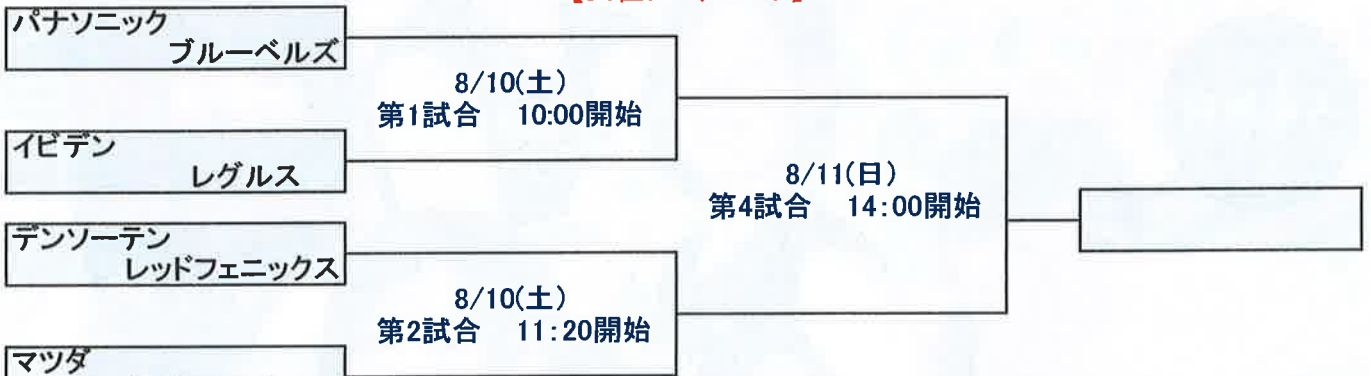 パナソニック
ブルーベルズ
8/10(土)
第1試合 10:00開始
イビデン
レグルス
8/11(日)
第4試合 14:00開始
デンソーテン
レッドフェニックス
8/10(土)
第2試合 11:20開始
マツダ